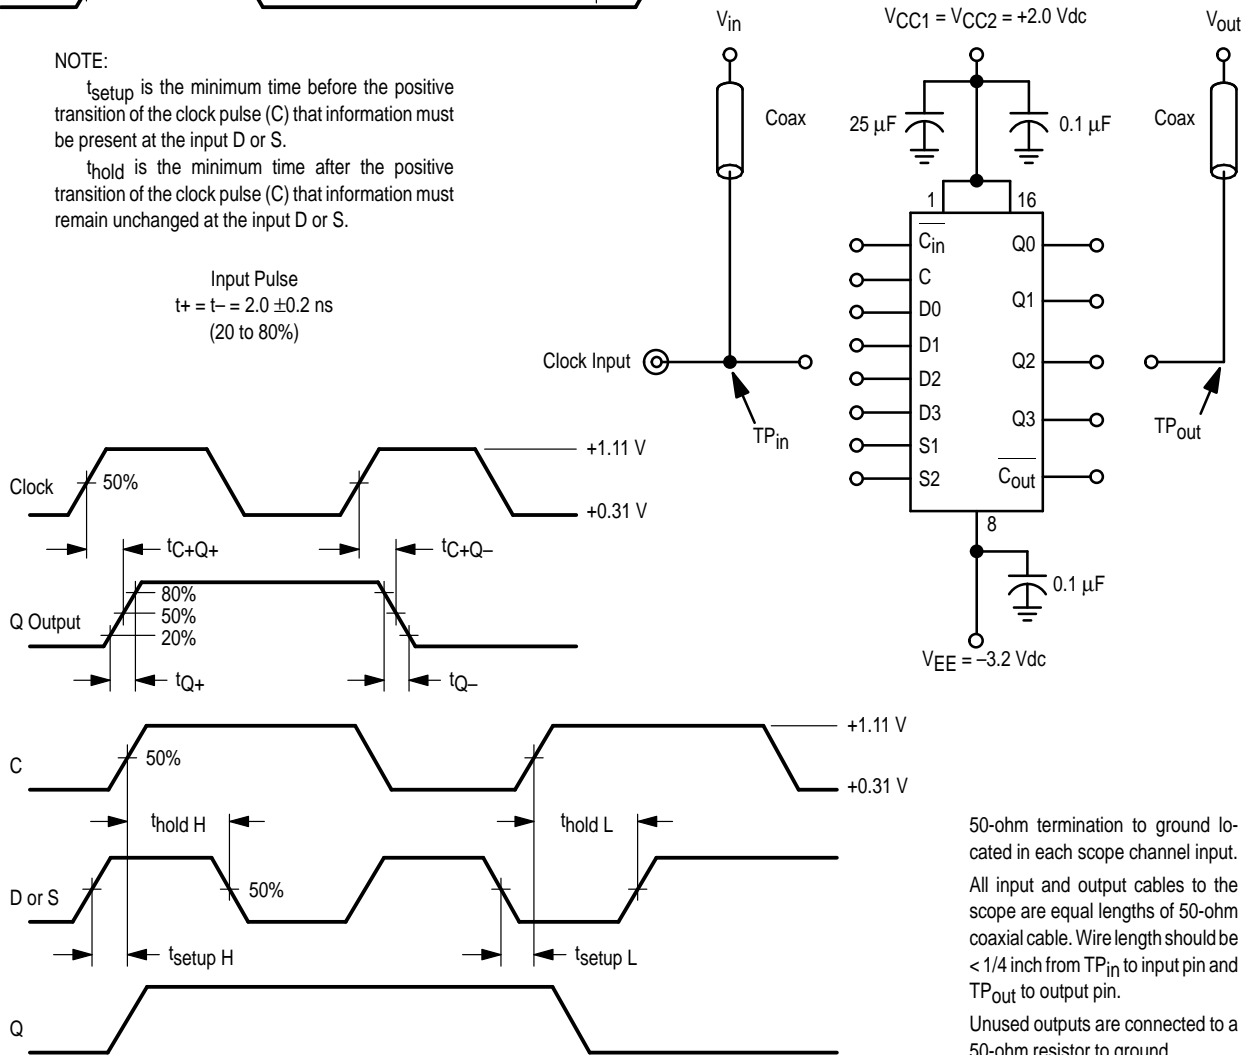 NOTE:
tsetup is the minimum time before the positive
transition of the clock pulse (C) that information must
be present at the input D or S.
thold is the minimum time after the positive
transition of the clock pulse (C) that information must
remain unchanged at the input D or S.
Input Pulse
t+ = t– = 2.0 ±0.2 ns
(20 to 80%)
Vin
VCC1 = VCC2 = +2.0 Vdc
Vout
Coax
25 µF
0.1 µF
Coax
1
16
Cin
C
D0
D1
D2
D3
S1
S2
Q0
Q1
Q2
Q3
Cout
8
Clock Input
TPin
TPout
0.1 µF
VEE = –3.2 Vdc
Clock
50%
+1.11 V
+0.31 V
tC+Q+
tC+Q–
Q Output
80%
50%
20%
tQ+
tQ–
C
50%
+1.11 V
+0.31 V
thold H
thold L
D or S
50%
tsetup H
tsetup L
Q
50-ohm termination to ground lo-
cated in each scope channel input.
All input and output cables to the
scope are equal lengths of 50-ohm
coaxial cable. Wire length should be
< 1/4 inch from TPin to input pin and
TPout to output pin.
Unused outputs are connected to a
50-ohm resistor to ground.